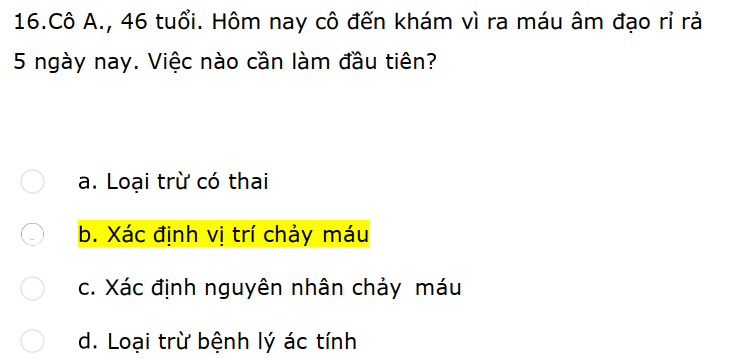 16.Cô A., 46 tuổi. Hôm nay cô đến khám vì ra máu âm đạo rỉ rả
5 ngày nay. Việc nào cần làm đầu tiên?
a. Loại trừ có thai
b. Xác định vị trí chảy máu
c. Xác định nguyên nhân chảy máu
d. Loại trừ bệnh lý ác tính